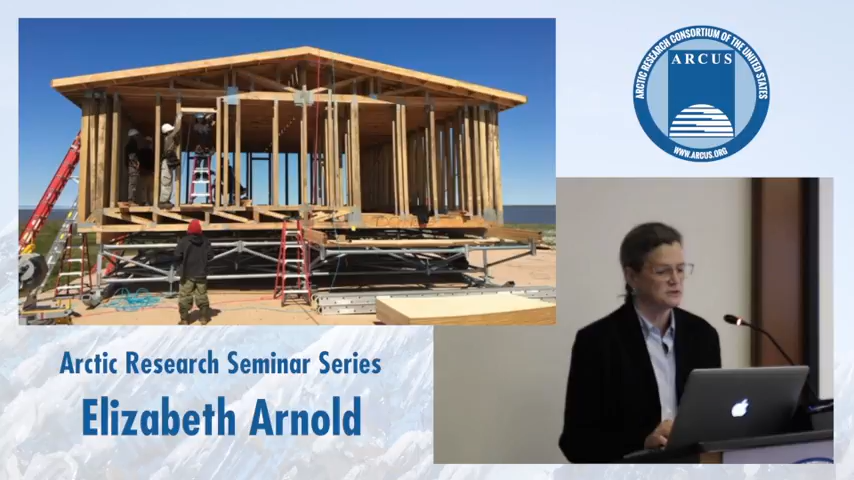 ARCTIC RESEARCH CONSORTIUM OF THE UNITED STATES
ARCUS
WWW.ARCUS.ORG
Arctic Research Seminar Series
Elizabeth Arnold